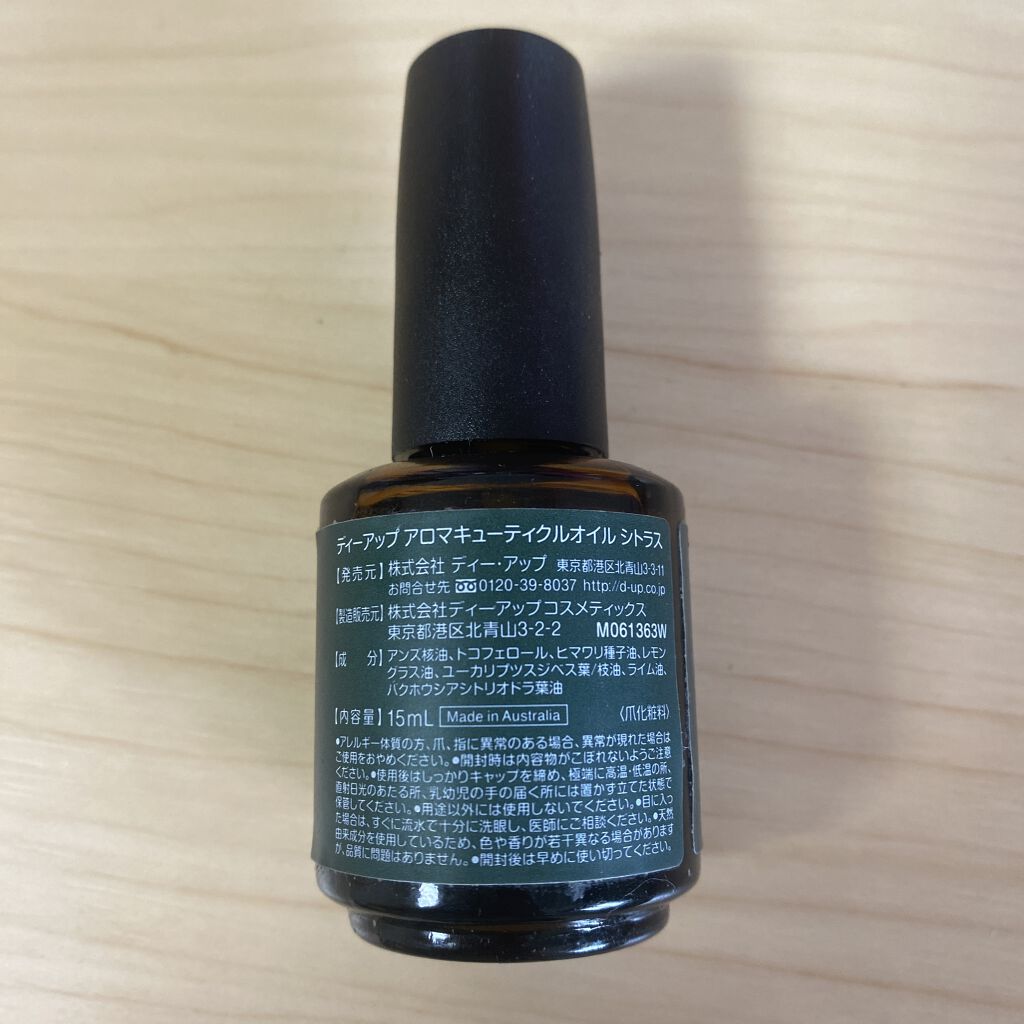 ディーアップ アロマキューティクルオイル シトラス
【発売元】株式会社 ディー・アップ 東京都港区北青山3-3-11
お問合せ先 0120-39-8037 http://d-up.co.jp
【製造販売元】株式会社ディーアップコスメティックス
東京都港区北青山3-2-2 M061363W
【成 分】アンズ核油、トコフェロール、ヒマワリ種子油、レモン
グラス油、ユーカリプツスジベス葉/枝油、ライム油、
バクホウシアシトリオドラ葉油
【内容量】15mL Made in Australia 〈爪化粧料〉
●アレルギー体質の方、爪、指に異常のある場合、異常が現れた場合は
ご使用をおやめください。●開封時は内容物がこぼれないようご注意
ください。●使用後はしっかりキャップを締め、極端に高温・低温の所、
直射日光のあたる所、乳幼児の手の届く所には置かず立てた状態で
保管してください。●用途以外には使用しないでください。●目に入っ
た場合は、すぐに流水で十分に洗眼し、医師にご相談ください。●天然
由来成分を使用しているため、色や香りが若干異なる場合があります
が、品質に問題はありません。●開封後は早めに使い切ってください。